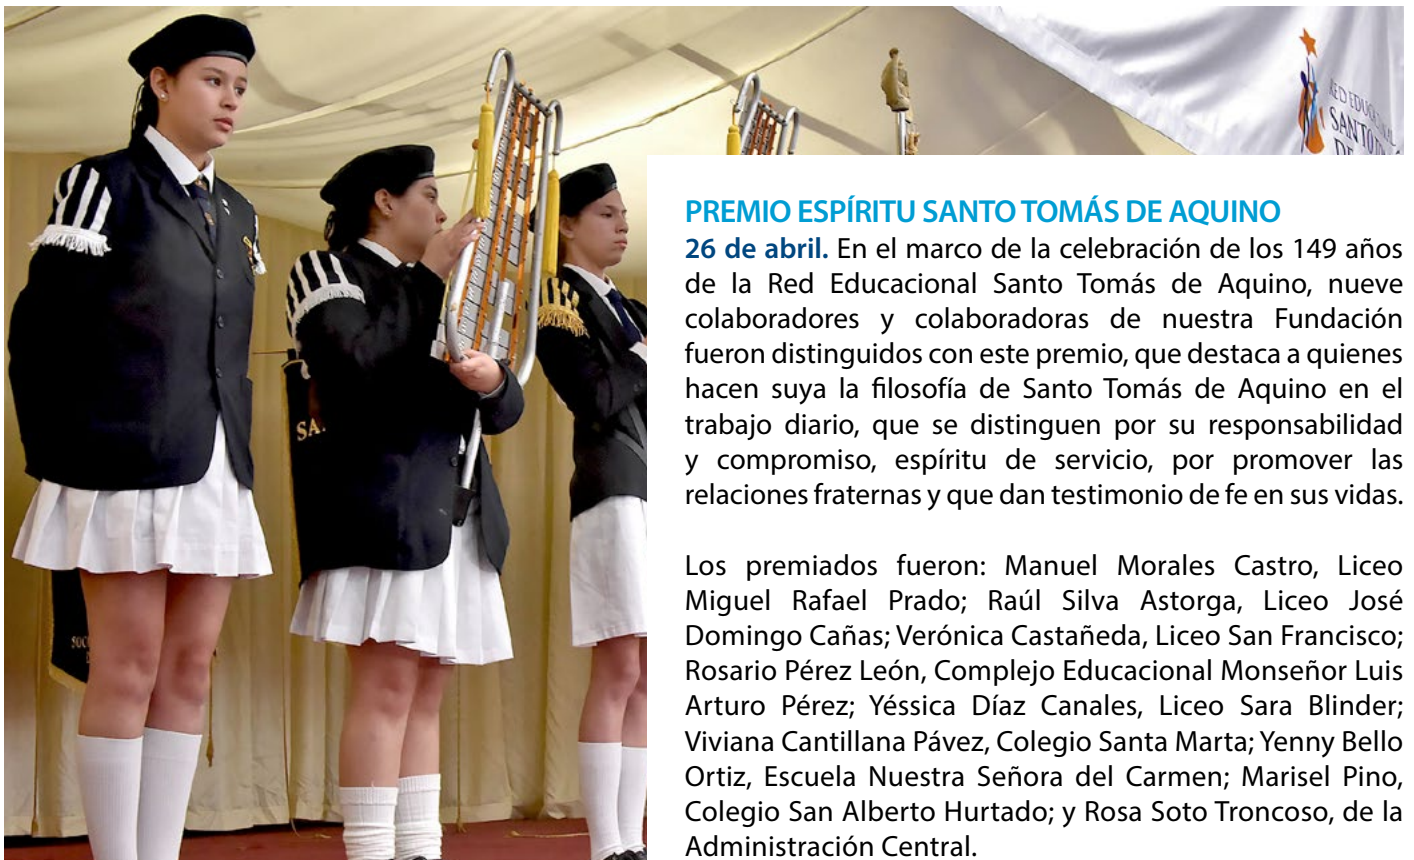 RED EDUCACIONAL
SANTO TOMÁS
DE
SA
SOC
PREMIO ESPÍRITU SANTO TOMÁS DE AQUINO
26 de abril. En el marco de la celebración de los 149 años
de la Red Educacional Santo Tomás de Aquino, nueve
colaboradores y colaboradoras de nuestra Fundación
fueron distinguidos con este premio, que destaca a quienes
hacen suya la filosofía de Santo Tomás de Aquino en el
trabajo diario, que se distinguen por su responsabilidad
y compromiso, espíritu de servicio, por promover las
relaciones fraternas y que dan testimonio de fe en sus vidas.
Los premiados fueron: Manuel Morales Castro, Liceo
Miguel Rafael Prado; Raúl Silva Astorga, Liceo José
Domingo Cañas; Verónica Castañeda, Liceo San Francisco;
Rosario Pérez León, Complejo Educacional Monseñor Luis
Arturo Pérez; Yéssica Díaz Canales, Liceo Sara Blinder;
Viviana Cantillana Pávez, Colegio Santa Marta; Yenny Bello
Ortiz, Escuela Nuestra Señora del Carmen; Marisel Pino,
Colegio San Alberto Hurtado; y Rosa Soto Troncoso, de la
Administración Central.